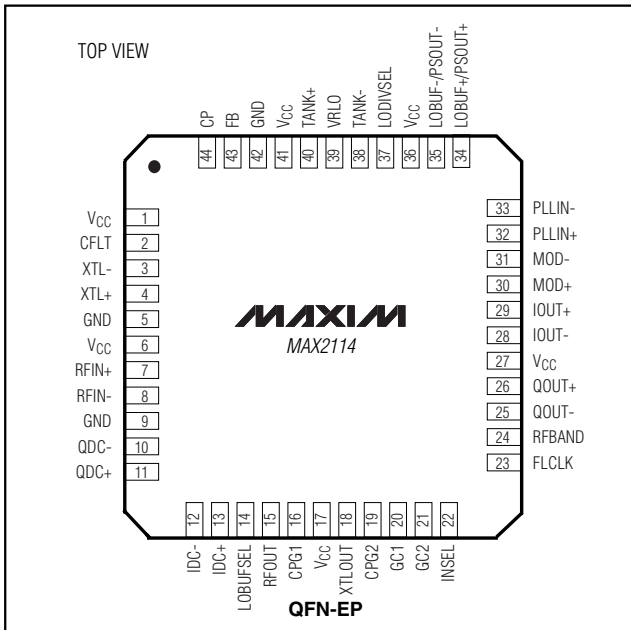 TOP VIEW
CP
FB
GND
VCC
TANK+
VRLO
TANK-
LODIVSEL
VCC
LOBUF-/PSOUT-
LOBUF+/PSOUT+
44
43
42
41
40
39
38
37
36
35
34
VCC 1
CFLT 2
XTL- 3
XTL+ 4
GND 5
VCC 6
RFIN+ 7
RFIN- 8
GND 9
QDC- 10
QDC+ 11
MAXIM
MAX2114
33 PLLIN-
32 PLLIN+
31 MOD-
30 MOD+
29 IOUT+
28 IOUT-
27 VCC
26 QOUT+
25 QOUT-
24 RFBAND
23 FLCLK
12
13
14
15
16
17
18
19
20
21
22
IDC-
IDC+
LOBUFSEL
RFOUT
CPG1
VCC
XTLOUT
CPG2
GC1
GC2
INSEL
QFN-EP